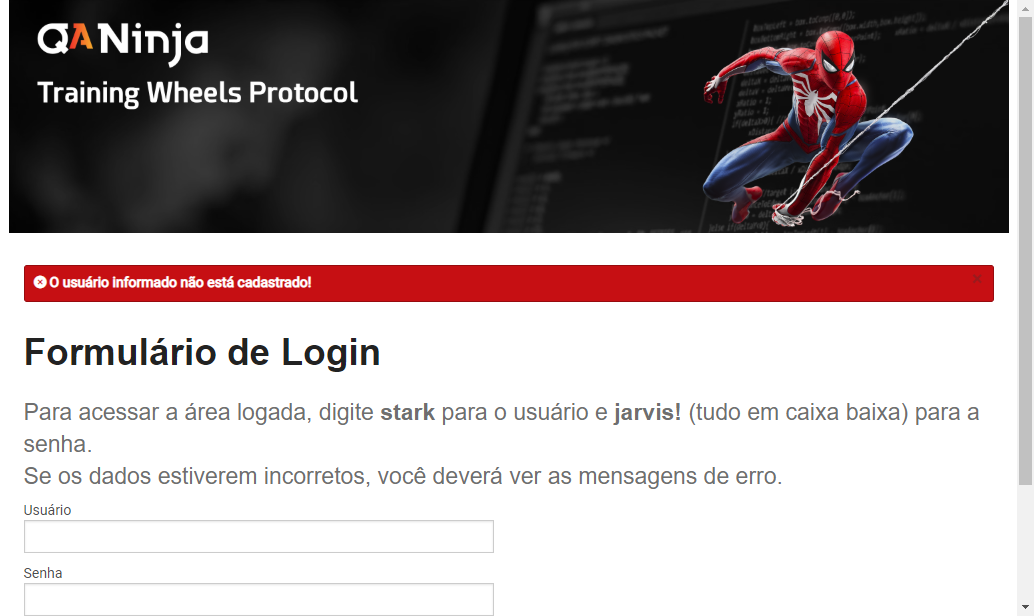 QANinja
Training Wheels Protocol
O usuário informado não está cadastrado!
Formulário de Login
Para acessar a área logada, digite stark para o usuário e jarvis! (tudo em caixa baixa) para a
senha.
Se os dados estiverem incorretos, você deverá ver as mensagens de erro.
Usuário
Senha